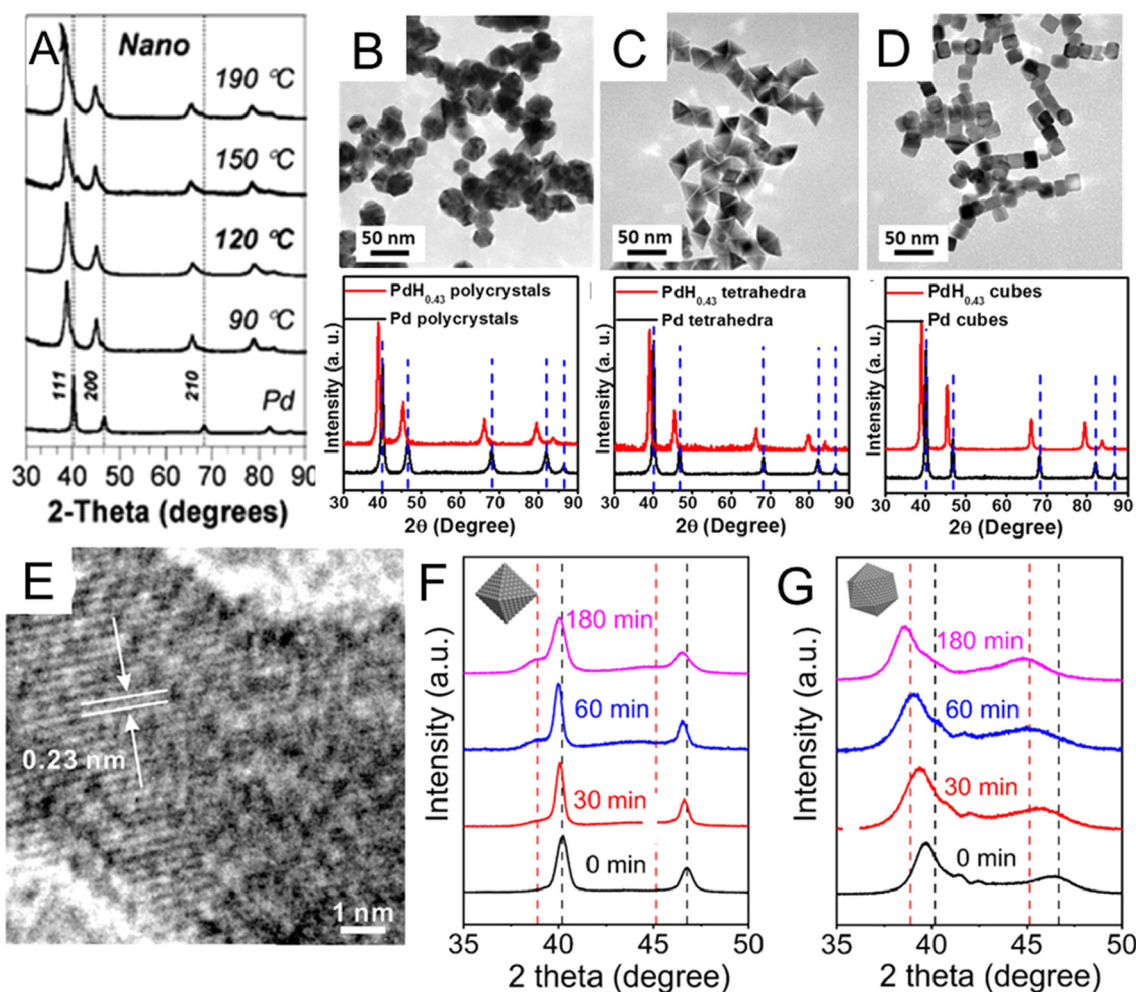 A
Nano
190 °C
150 °C
120 °C
90 °C
111
200
210
Pd
30 40 50 60 70 80 90
2-Theta (degrees)
B
50 nm
C
50 nm
D
50 nm
PdH0.43 polycrystals
Pd polycrystals
Intensity (a. u.)
30 40 50 60 70 80 90
2θ (Degree)
PdH0.43 tetrahedra
Pd tetrahedra
Intensity (a. u.)
30 40 50 60 70 80 90
2θ (Degree)
PdH0.43 cubes
Pd cubes
Intensity (a. u.)
30 40 50 60 70 80 90
2θ (Degree)
E
0.23 nm
1 nm
F
180 min
60 min
30 min
0 min
Intensity (a.u.)
35 40 45 50
2 theta (degree)
G
180 min
60 min
30 min
0 min
Intensity (a.u.)
35 40 45 50
2 theta (degree)